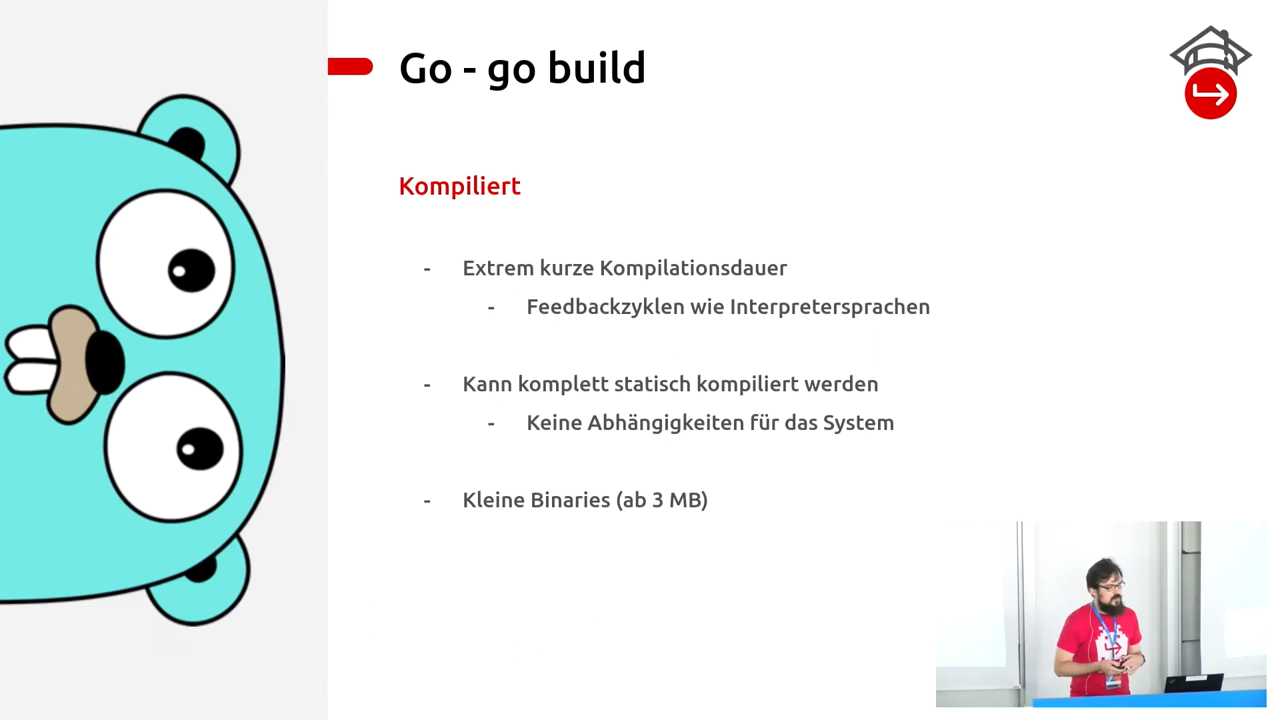 Go - go build
Kompiliert
- Extrem kurze Kompilationsdauer
- Feedbackzyklen wie Interpretersprachen
- Kann komplett statisch kompiliert werden
- Keine Abhängigkeiten für das System
- Kleine Binaries (ab 3 MB)